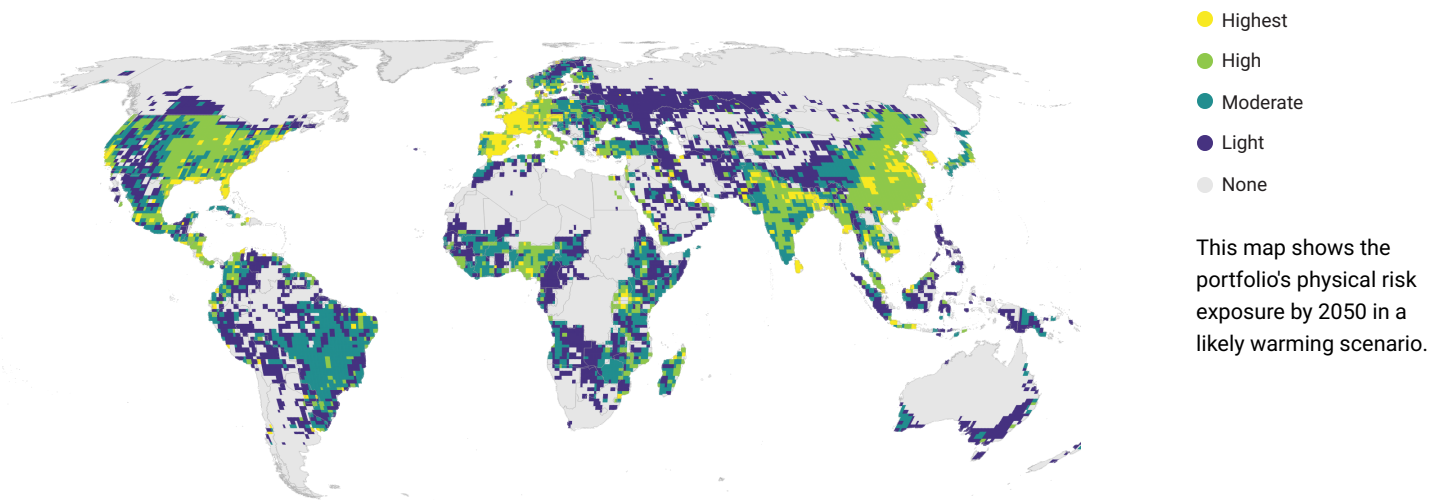 Highest
High
Moderate
Light
None
This map shows the
portfolio's physical risk
exposure by 2050 in a
likely warming scenario.